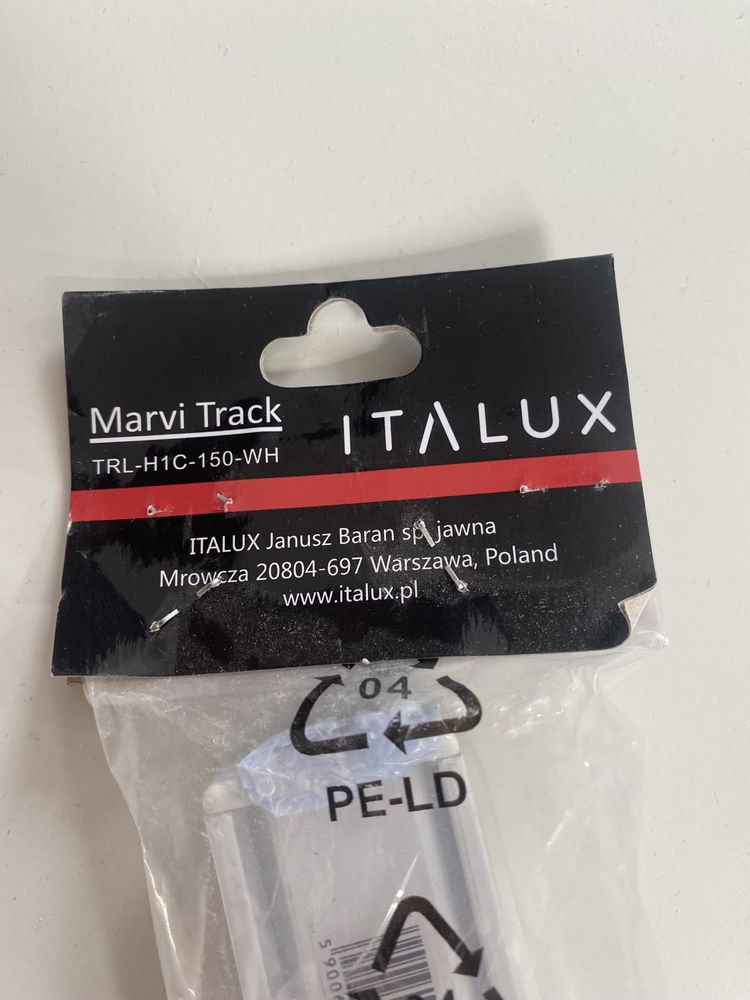 Marvi Track
ITALUX
TRL-H1C-150-WH
ITALUX Janusz Baran sp. jawna
Mrowcza 20804-697 Warszawa, Poland
www.italux.pl
04
PE-LD